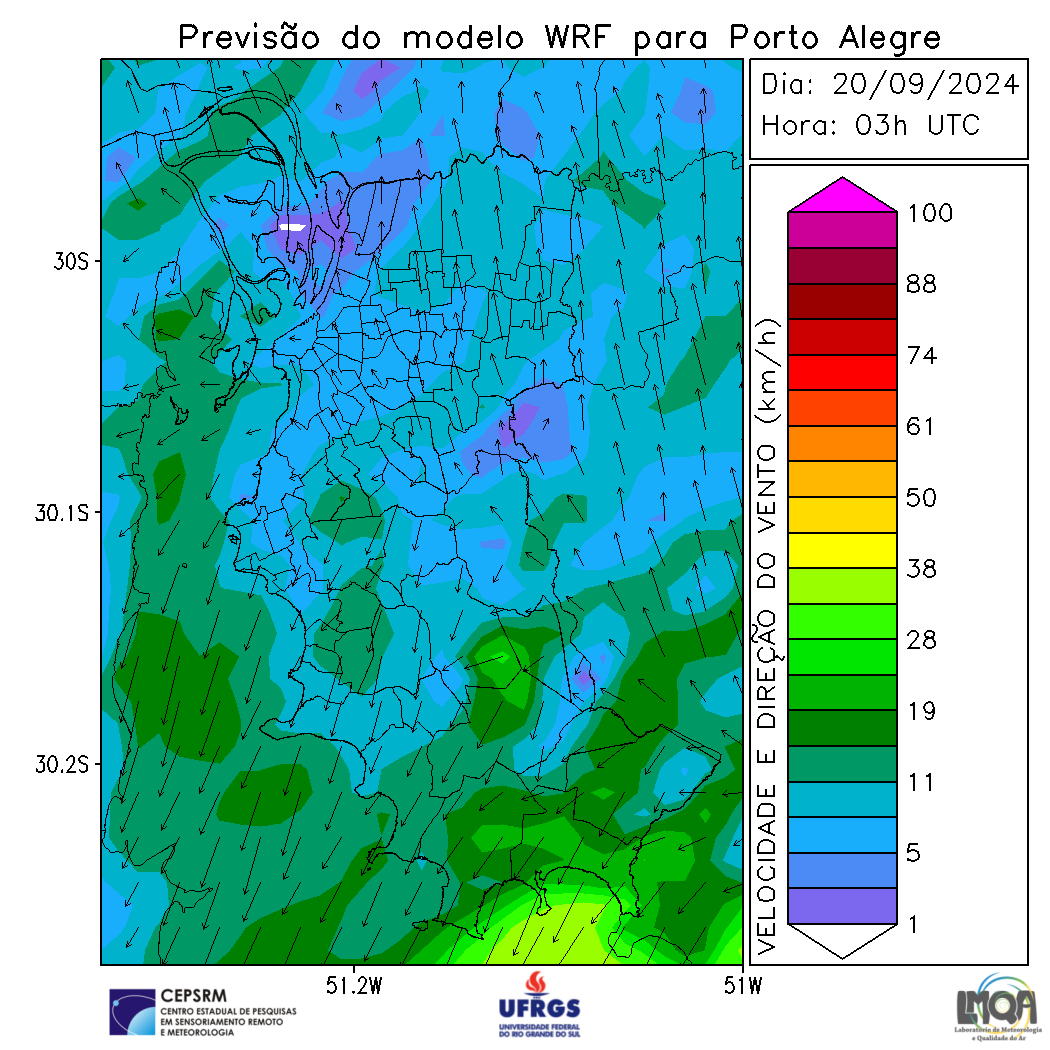 Previsão do modelo WRF para Porto Alegre
Dia: 20/09/2024
Hora: 03h UTC
30S
30.1S
30.2S
51.2W
51W
VELOCIDADE E DIREÇÃO DO VENTO (km/h)
100
88
74
61
50
38
28
19
11
5
1
CEPSRM
CENTRO ESTADUAL DE PESQUISAS
EM SENSORIAMENTO REMOTO
E METEOROLOGIA
UFRGS
UNIVERSIDADE FEDERAL
DO RIO GRANDE DO SUL
LMQA
Laboratório de Meteorologia
e Qualidade do Ar